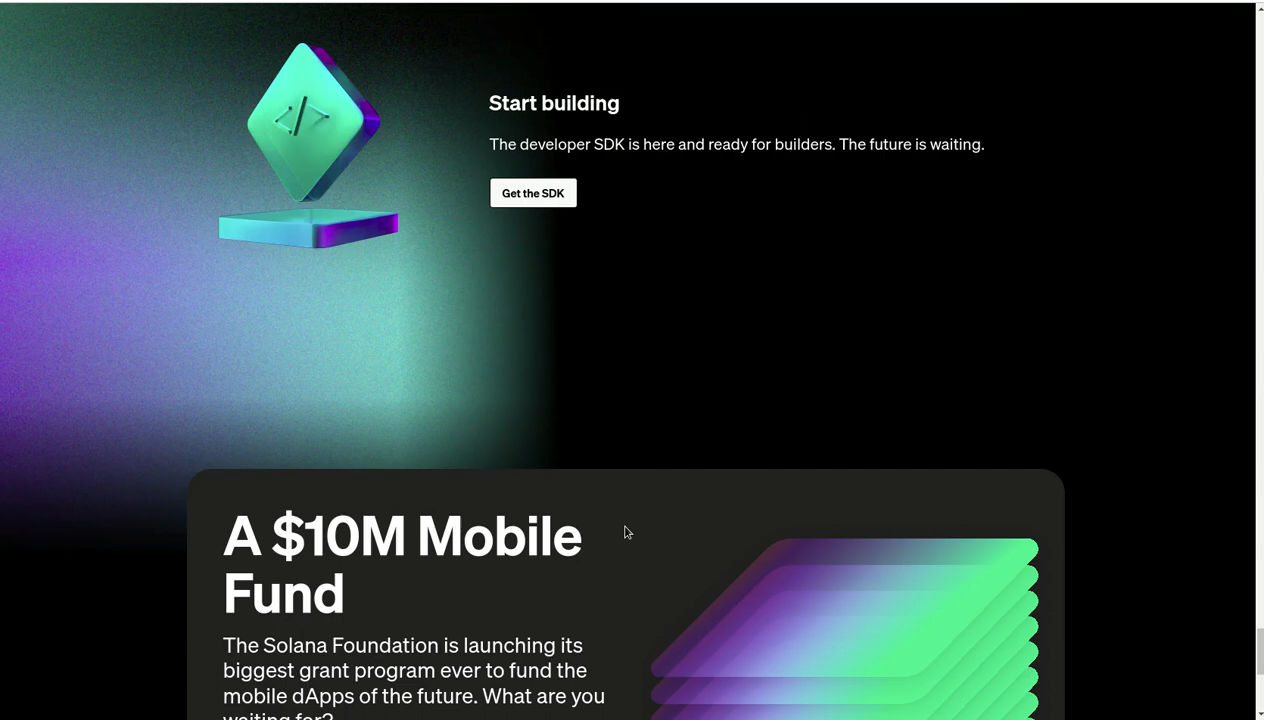 </>
Start building
The developer SDK is here and ready for builders. The future is waiting.
Get the SDK
A $10M Mobile
Fund
The Solana Foundation is launching its
biggest grant program ever to fund the
mobile dApps of the future. What are you
waiting for?